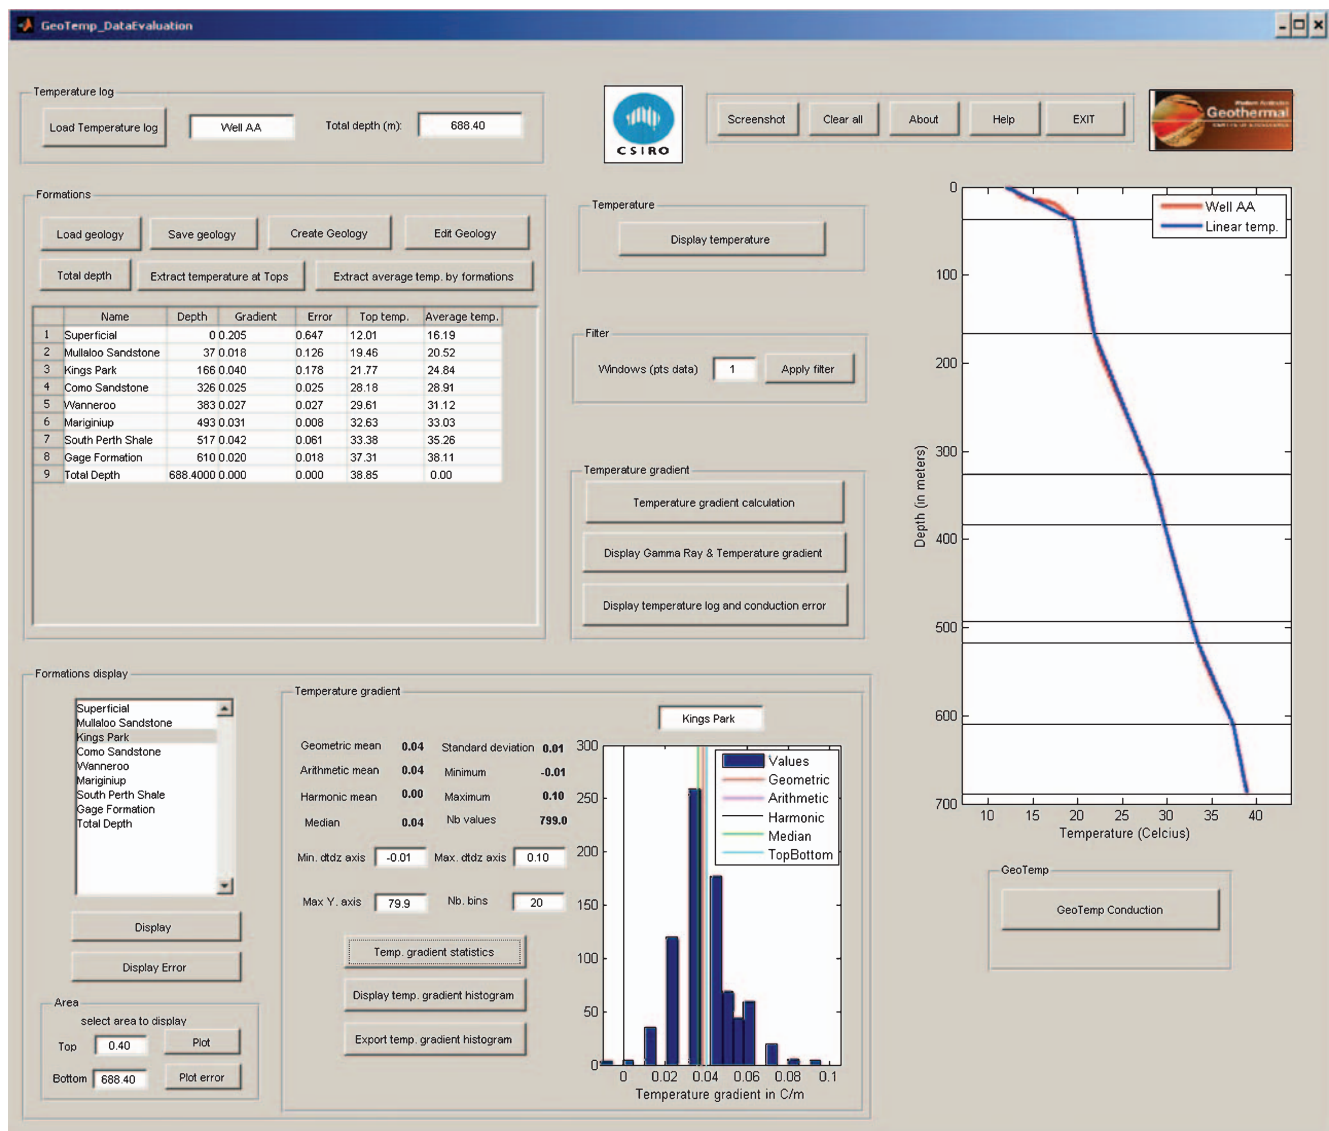 GeoTemp_DataEvaluation
Temperature log
Load Temperature log
Well AA
Total depth (m):
688.40
CSIRO
Screenshot
Clear all
About
Help
EXIT
Geothermal
Formations
Load geology
Save geology
Create Geology
Edit Geology
Total depth
Extract temperature at Tops
Extract average temp. by formations
Name Depth Gradient Error Top temp. Average temp.
1 Superficial 0 0.205 0.647 12.01 16.19
2 Mullaloo Sandstone 37 0.018 0.126 19.46 20.52
3 Kings Park 166 0.040 0.178 21.77 24.84
4 Como Sandstone 326 0.025 0.025 28.18 28.91
5 Wanneroo 383 0.027 0.027 29.61 31.12
6 Mariginiup 493 0.031 0.008 32.63 33.03
7 South Perth Shale 517 0.042 0.061 33.38 35.26
8 Gage Formation 610 0.020 0.018 37.31 38.11
9 Total Depth 688.4000 0.000 0.000 38.85 0.00
Temperature
Display temperature
Filter
Windows (pts data)
1
Apply filter
Temperature gradient
Temperature gradient calculation
Display Gamma Ray & Temperature gradient
Display temperature log and conduction error
Well AA
Linear temp.
0
100
200
300
400
500
600
700
Depth (in meters)
10 15 20 25 30 35 40
Temperature (Celcius)
GeoTemp
GeoTemp Conduction
Formations display
Superficial
Mullaloo Sandstone
Kings Park
Como Sandstone
Wanneroo
Mariginiup
South Perth Shale
Gage Formation
Total Depth
Display
Display Error
Area
select area to display
Top
0.40
Plot
Bottom
688.40
Plot error
Temperature gradient
Geometric mean 0.04 Standard deviation 0.01
Arithmetic mean 0.04 Minimum -0.01
Harmonic mean 0.00 Maximum 0.10
Median 0.04 Nb values 799.0
Min. dtdz axis -0.01 Max. dtdz axis 0.10
Max Y. axis 79.9 Nb. bins 20
Temp. gradient statistics
Display temp. gradient histogram
Export temp. gradient histogram
Kings Park
Values
Geometric
Arithmetic
Harmonic
Median
TopBottom
300
250
200
150
100
50
0
0 0.02 0.04 0.06 0.08 0.1
Temperature gradient in C/m